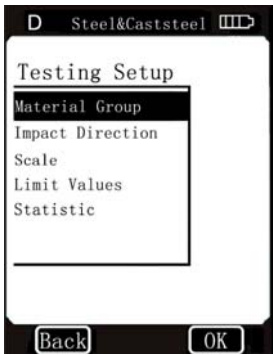 D Steel&Caststeel
Testing Setup
Material Group
Impact Direction
Scale
Limit Values
Statistic
Back OK